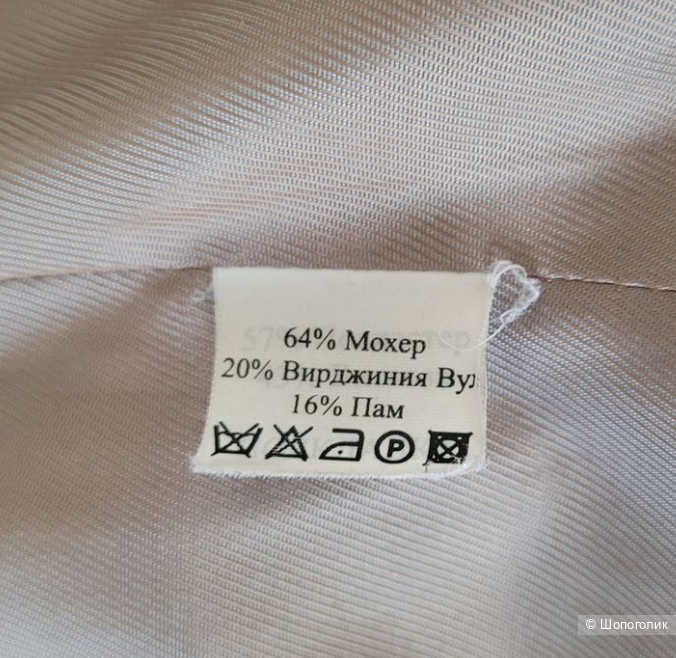 64% Мохер
20% Вирджиния Вул
16% Пам
P
© Шопоголик